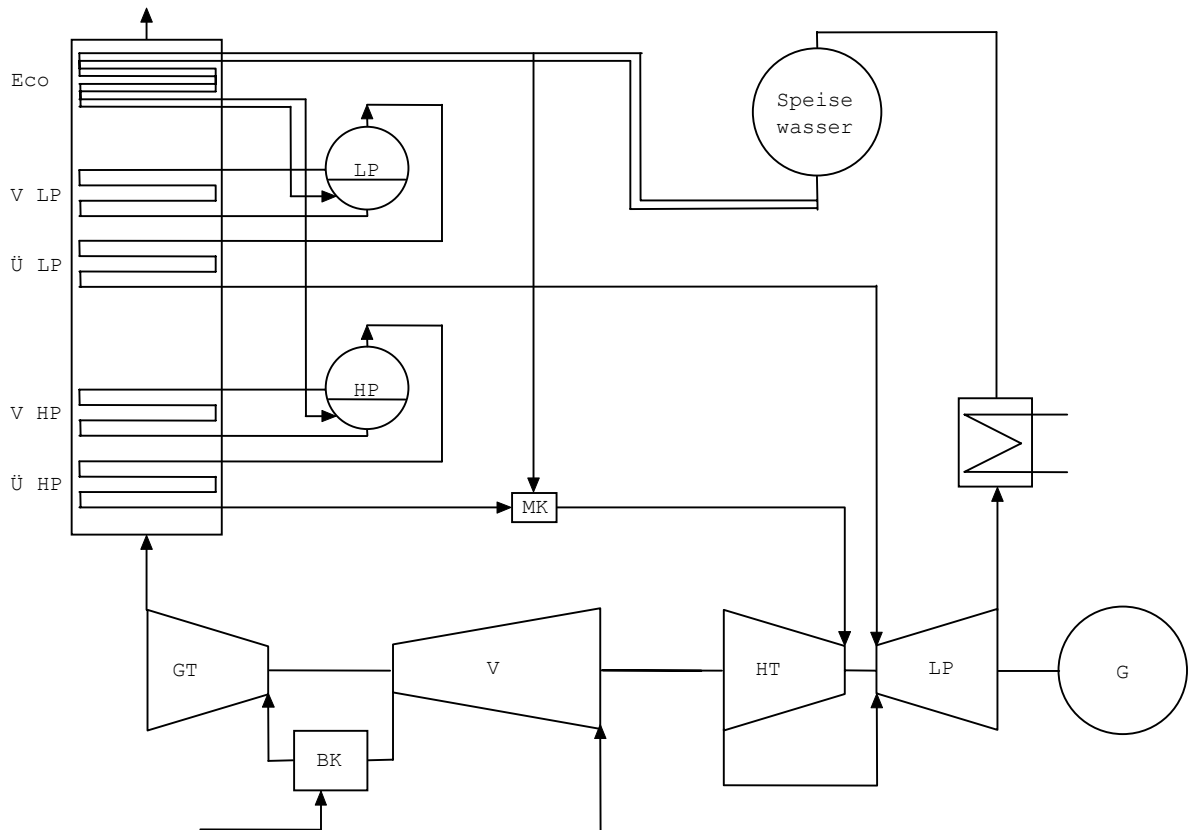 Eco
Speise
wasser
LP
V LP
Ü LP
HP
V HP
Ü HP
MK
GT
V
HT
LP
G
BK